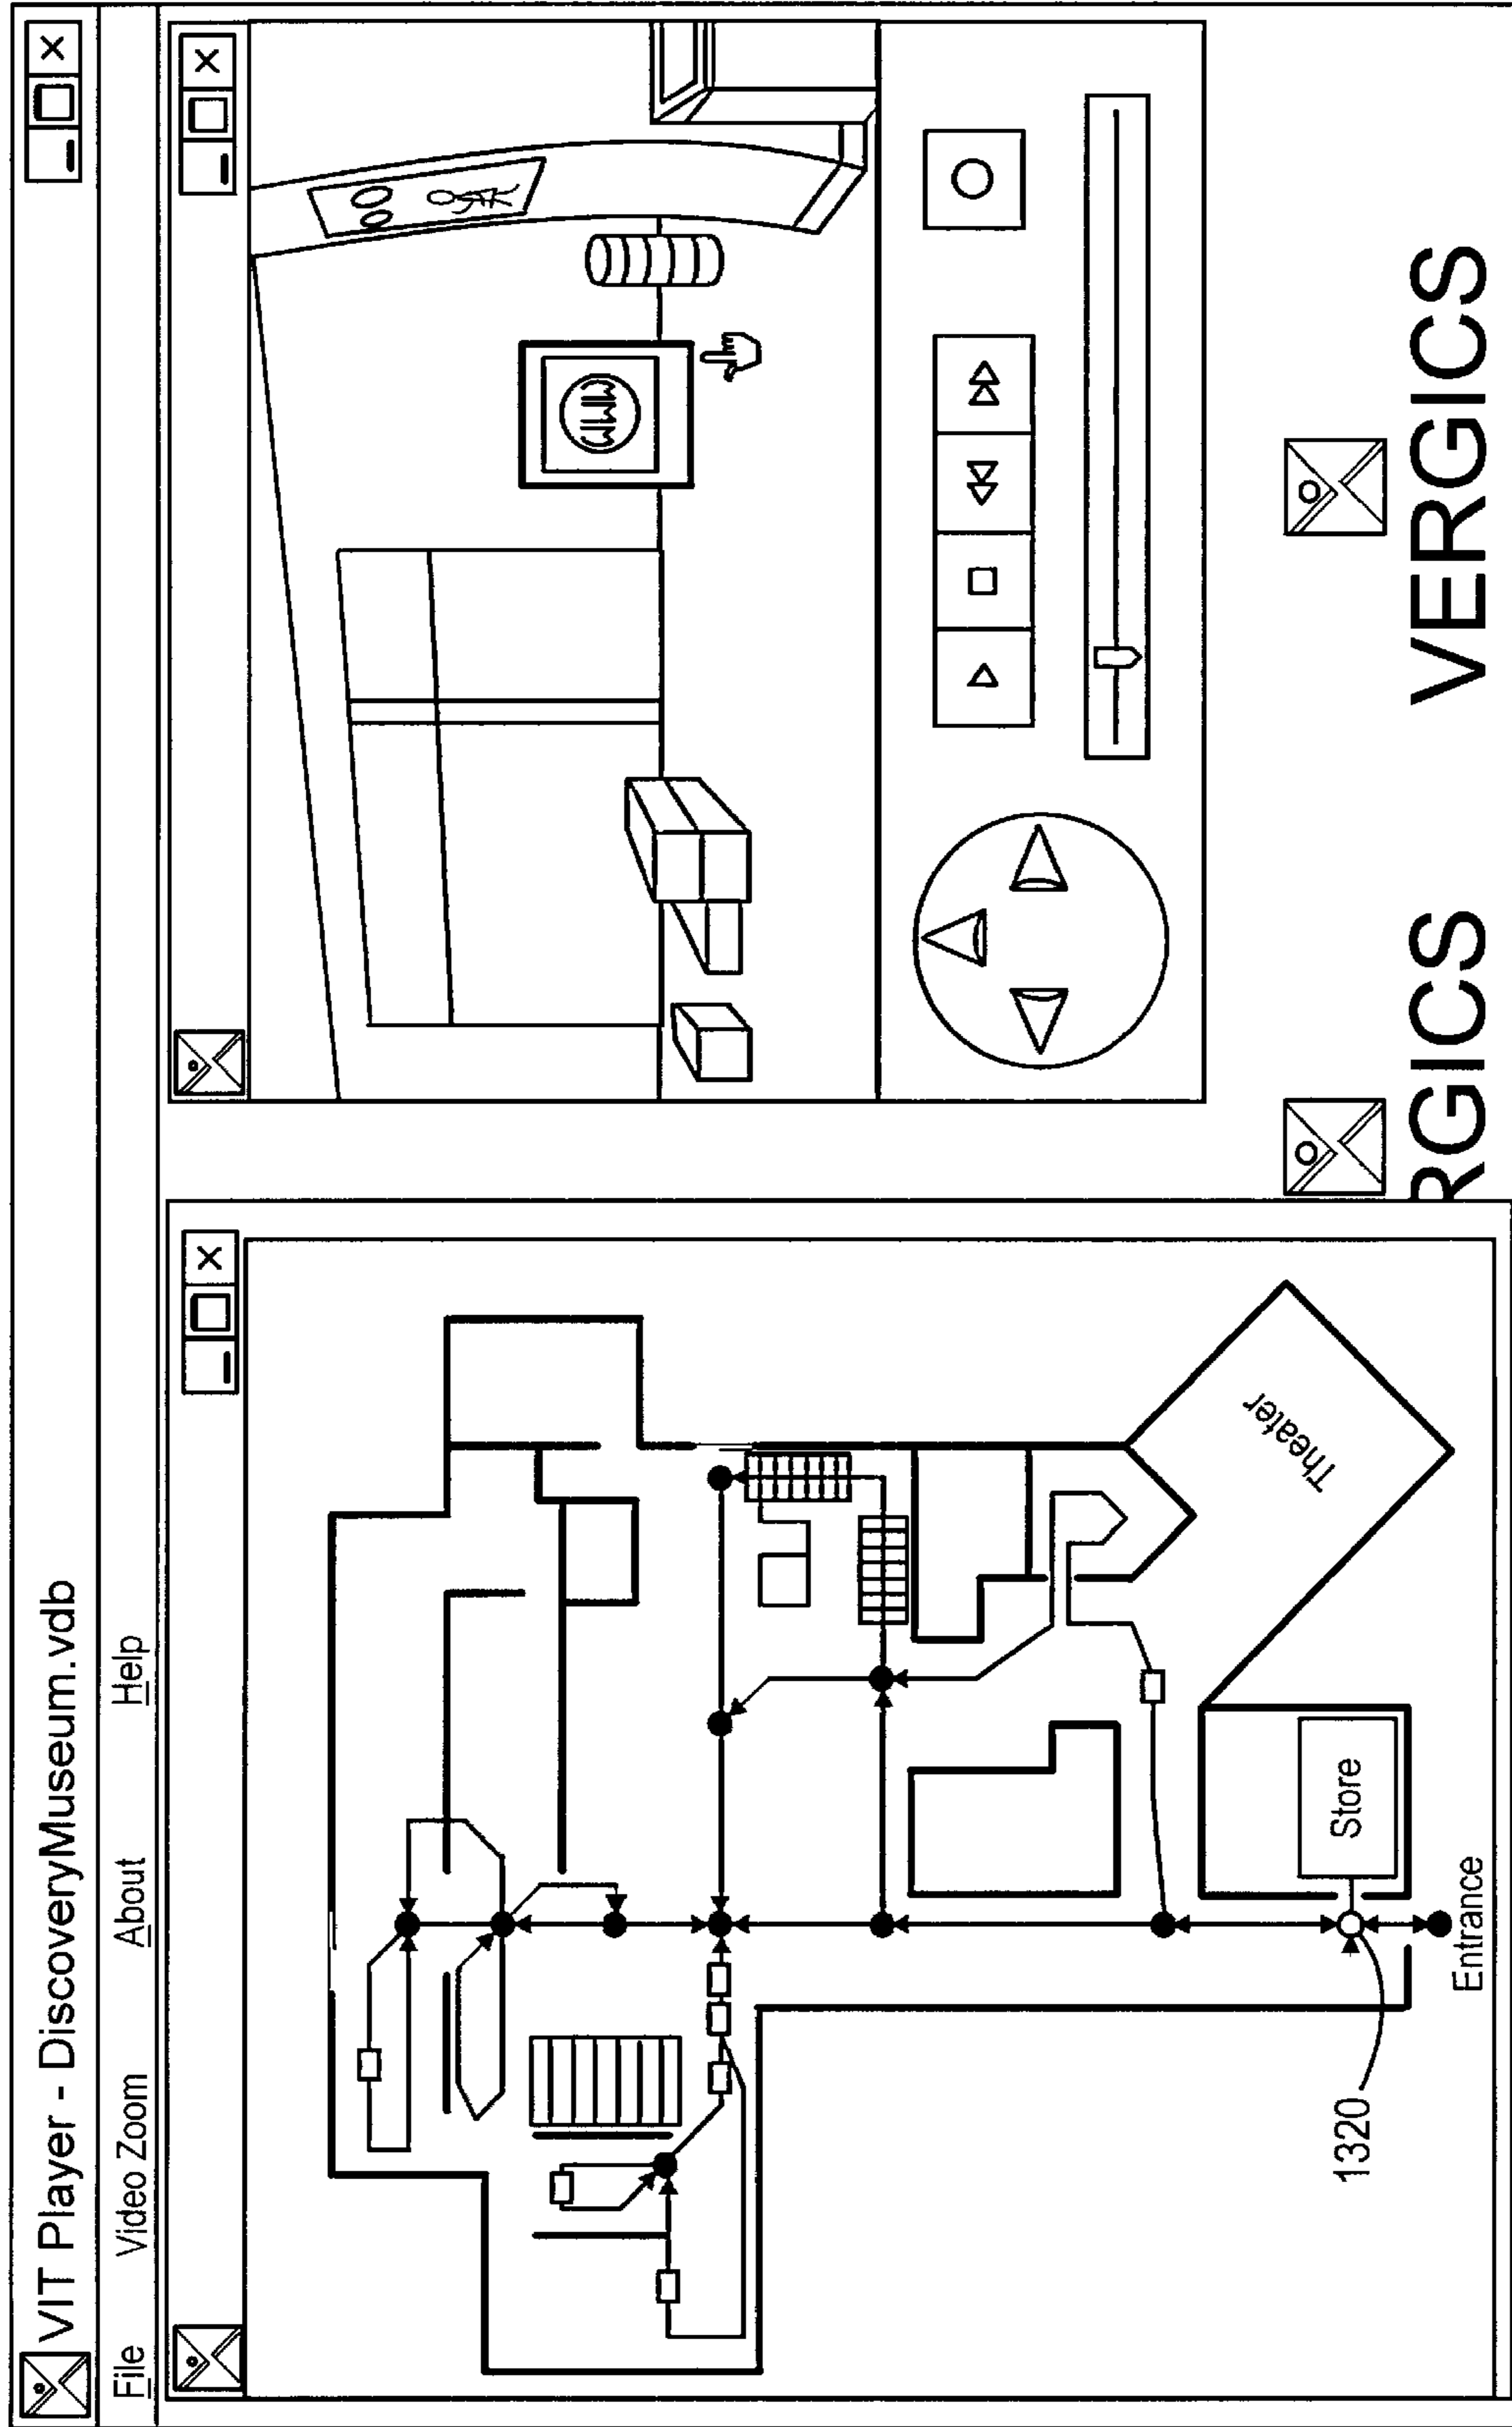 VIT Player - DiscoveryMuseum.vdb
File Video Zoom About Help
Theater
Store
Entrance
1320
RGICS
VERGICS